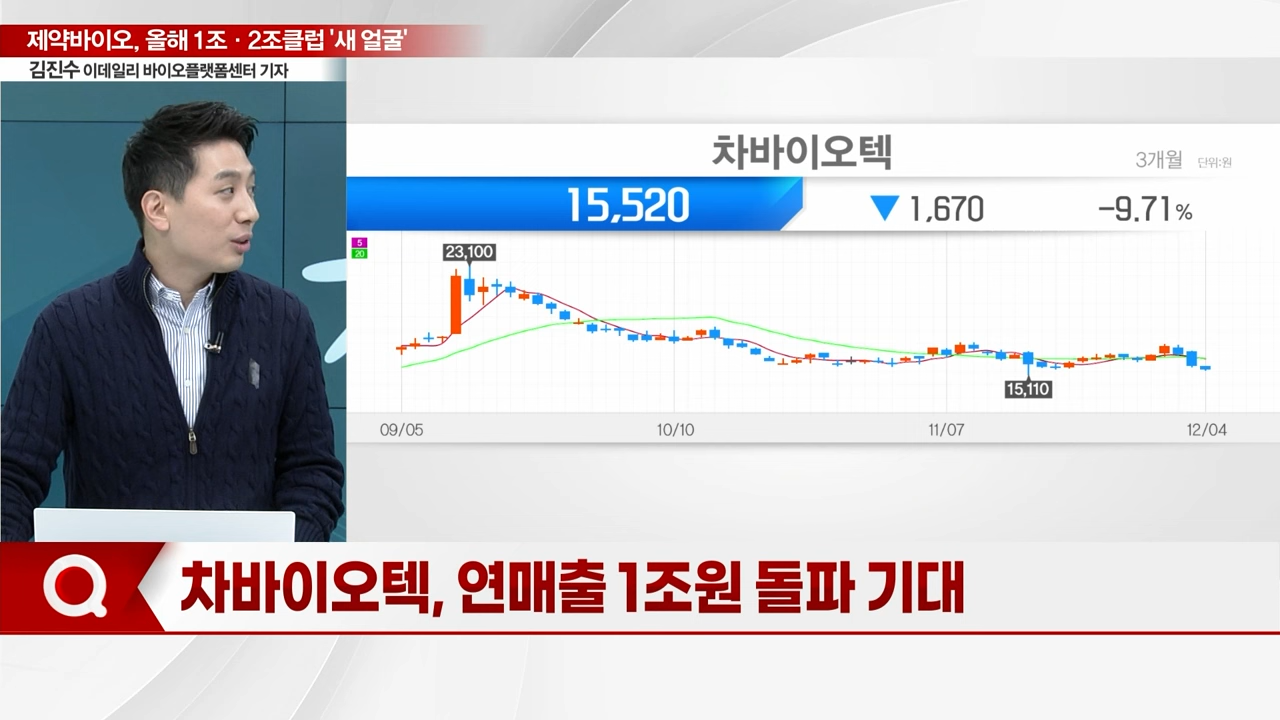 제약바이오, 올해 1조·2조클럽 '새 얼굴'
김진수 이데일리 바이오플랫폼센터 기자
차바이오텍
3개월 단위:원
15,520 ▼ 1,670 -9.71%
5
20
23,100
15,110
09/05 10/10 11/07 12/04
Q 차바이오텍, 연매출 1조원 돌파 기대